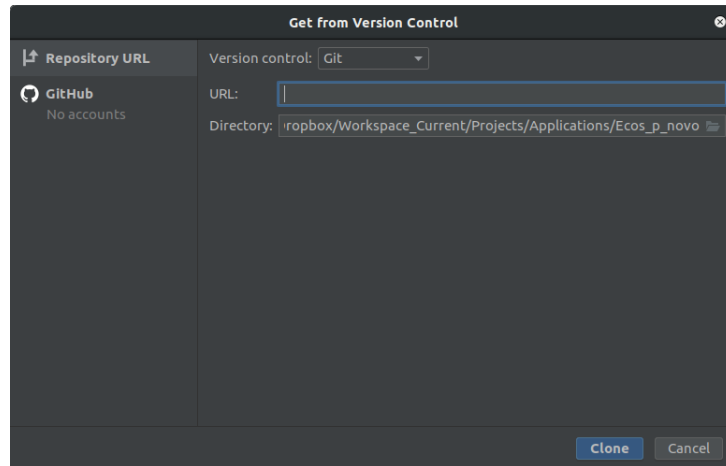 Get from Version Control
Repository URL
GitHub
No accounts
Version control: Git
URL:
Directory: ropbox/Workspace_Current/Projects/Applications/Ecos_p_novo
Clone Cancel